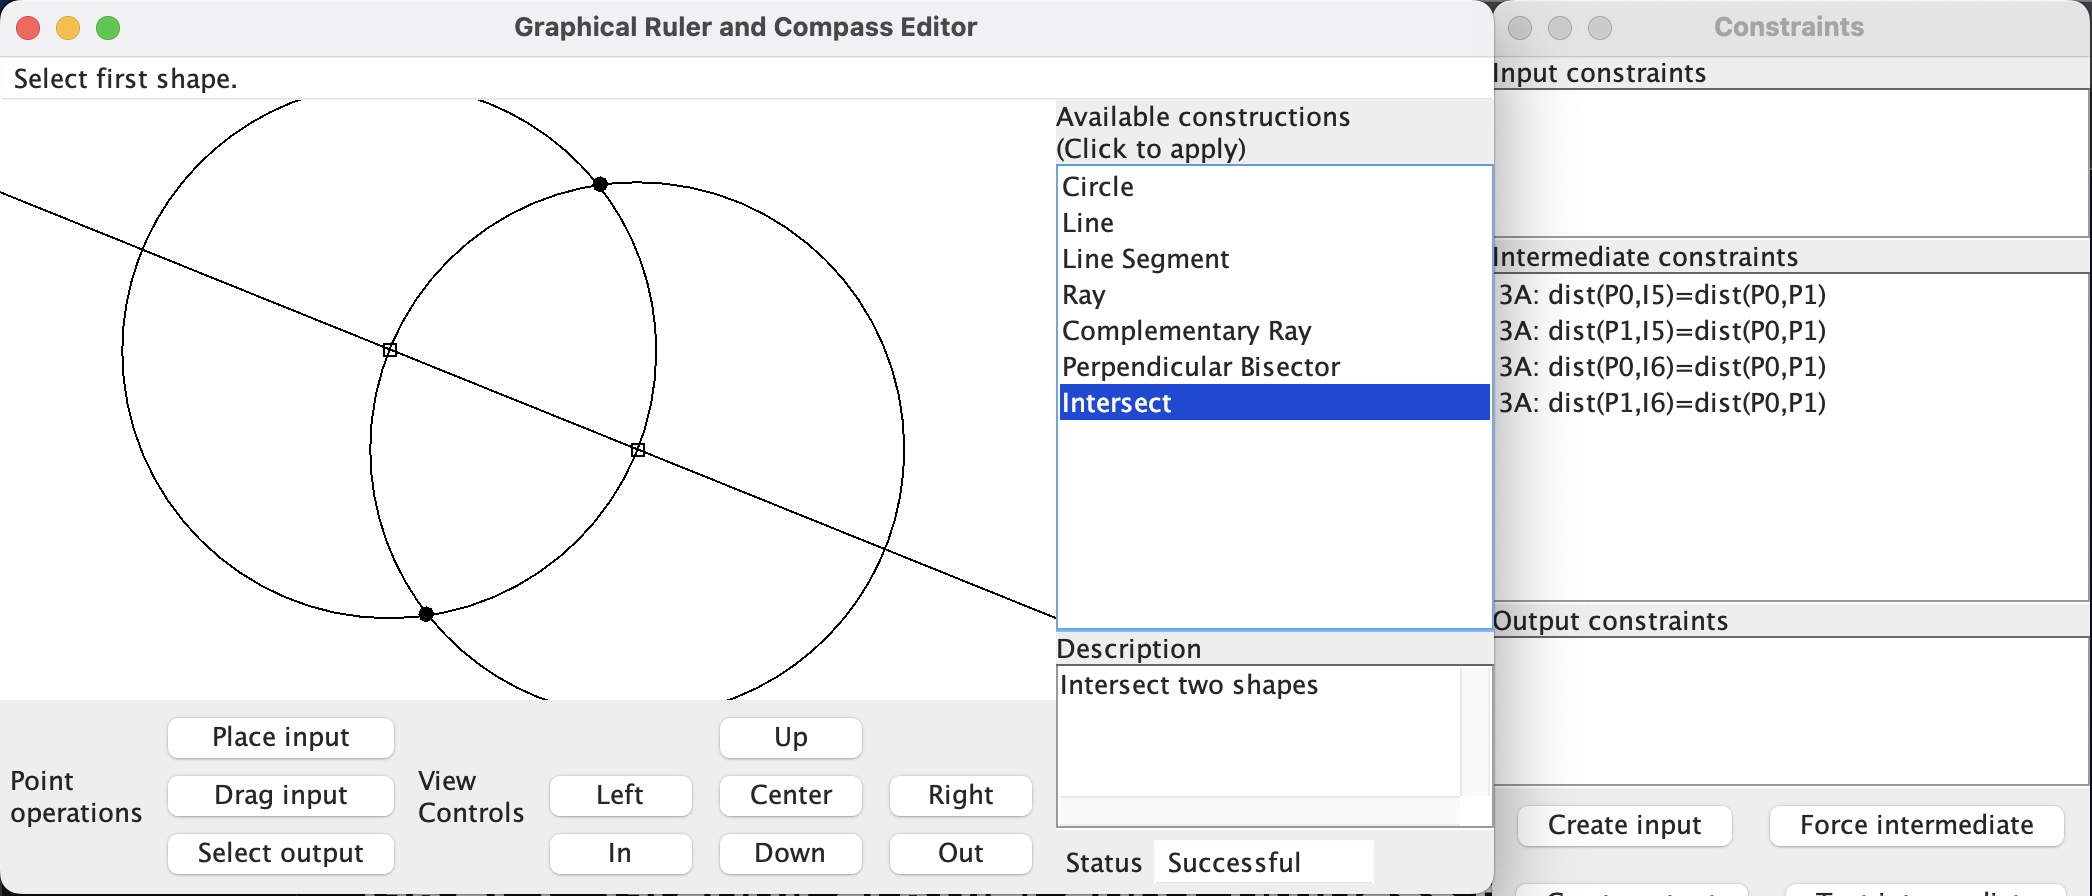 Graphical Ruler and Compass Editor
Select first shape.
Available constructions
(Click to apply)
Circle
Line
Line Segment
Ray
Complementary Ray
Perpendicular Bisector
Intersect
Description
Intersect two shapes
Status Successful
Point
operations
Place input
Drag input
Select output
View
Controls
Up
Left
Center
Right
In
Down
Out
Constraints
Input constraints
Intermediate constraints
3A: dist(P0,I5)=dist(P0,P1)
3A: dist(P1,I5)=dist(P0,P1)
3A: dist(P0,I6)=dist(P0,P1)
3A: dist(P1,I6)=dist(P0,P1)
Output constraints
Create input
Force intermediate